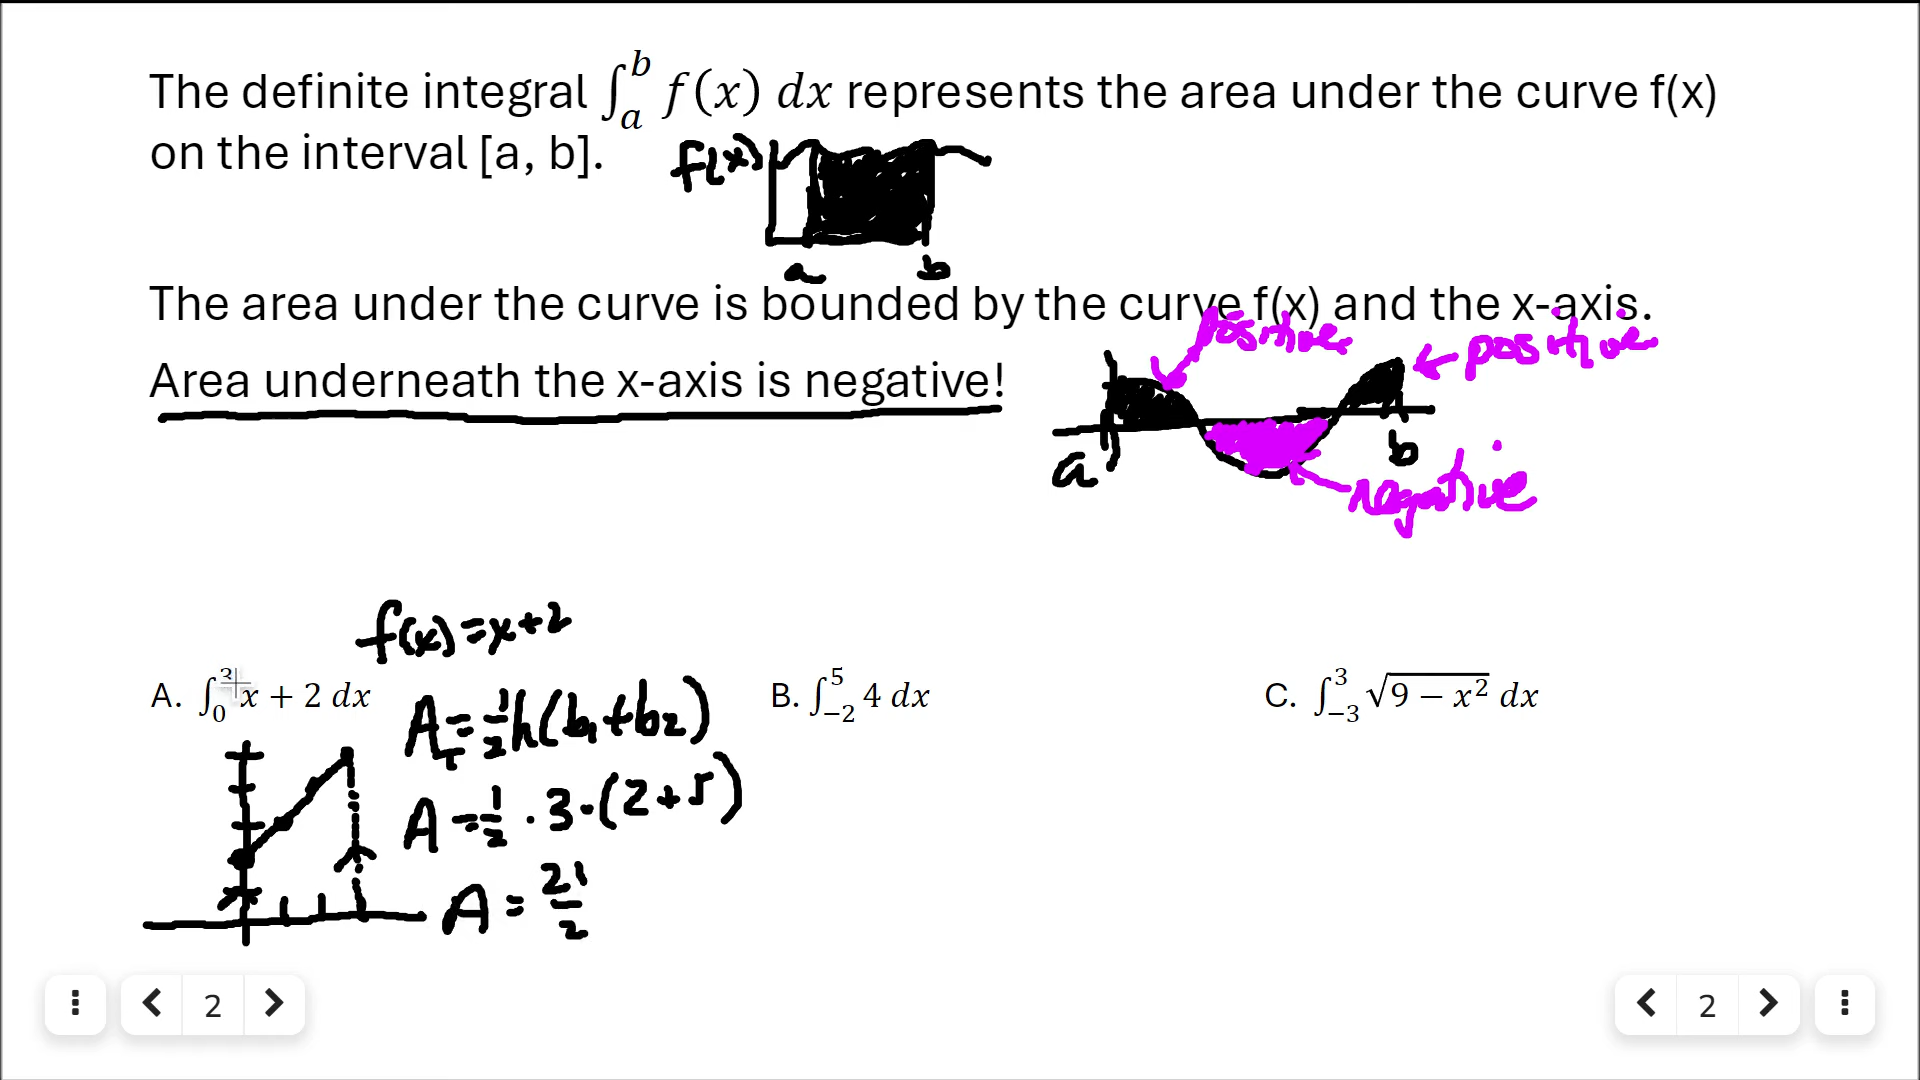 The definite integral ∫_a^b f(x) dx represents the area under the curve f(x)
on the interval [a, b].
f(x)
a b
The area under the curve is bounded by the curve f(x) and the x-axis.
positive
positive
Area underneath the x-axis is negative!
a b
negative
f(x)=x+2
A. ∫_0^3 x + 2 dx
B. ∫_{-2}^5 4 dx
C. ∫_{-3}^3 √(9 − x²) dx
A_T = 1/2 h(b1+b2)
A = 1/2 · 3 · (2+5)
A = 21/2
2
2